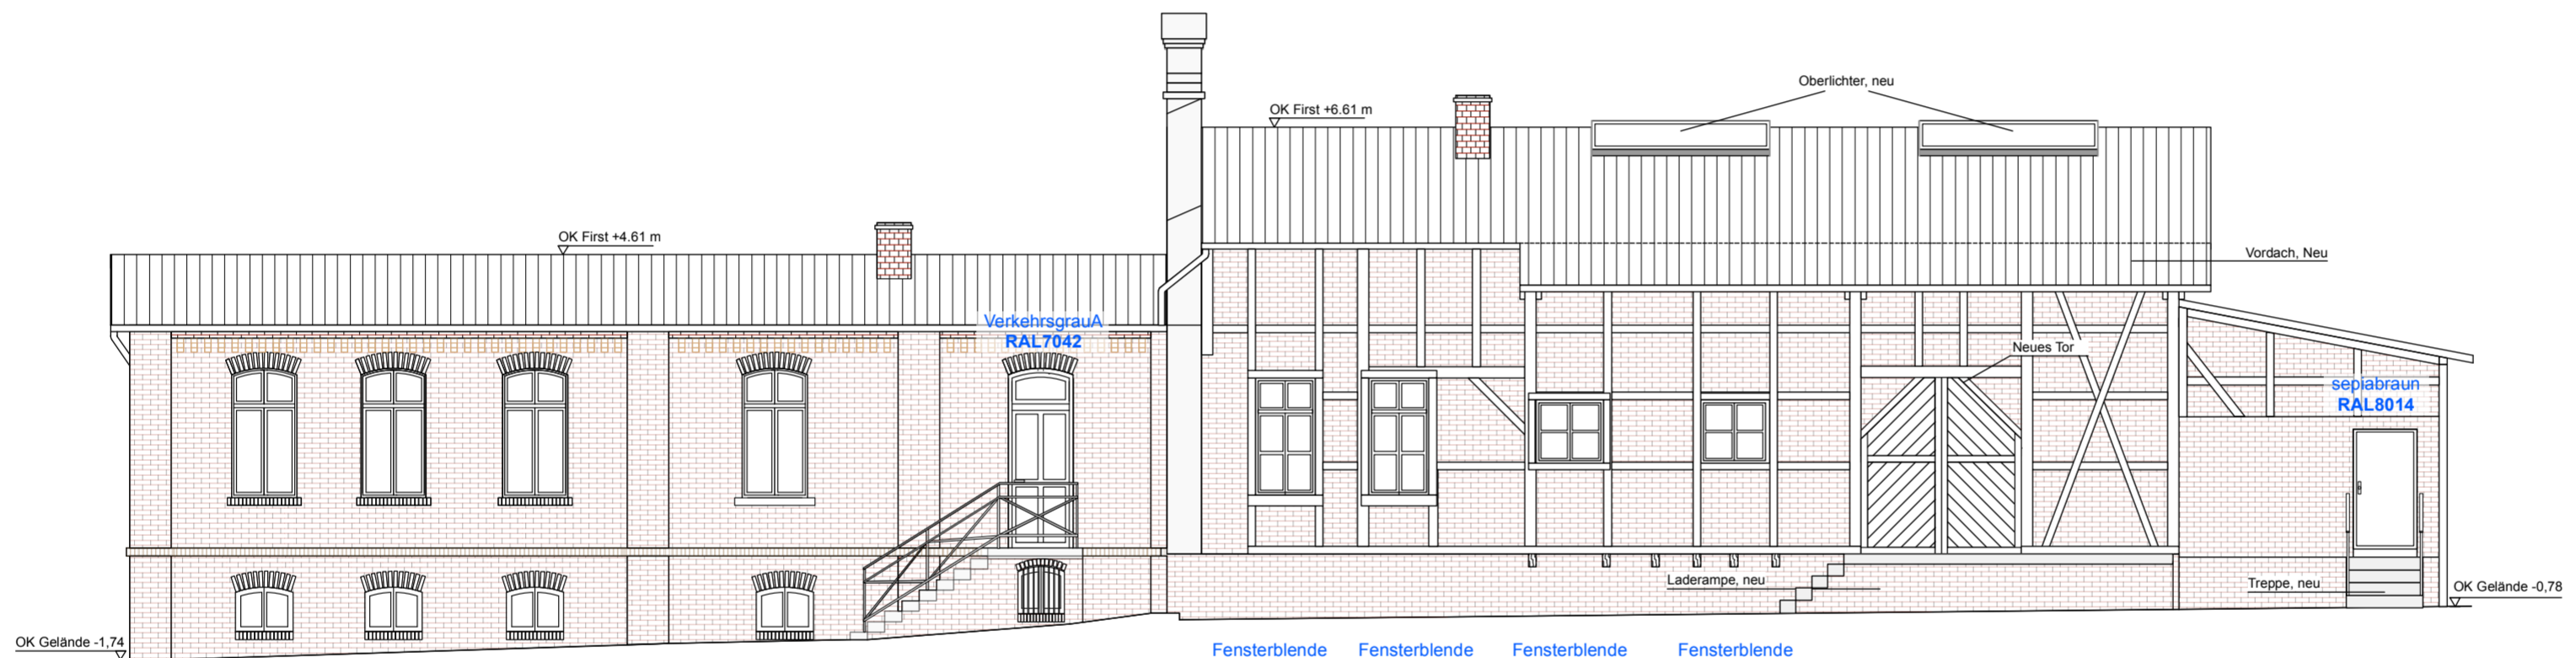 Oberlichter, neu
OK First +6.61 m
OK First +4.61 m
Vordach, Neu
VerkehrsgrauA
RAL7042
Neues Tor
sepiabraun
RAL8014
Laderampe, neu
Treppe, neu
OK Gelände -0,78
OK Gelände -1,74
Fensterblende Fensterblende Fensterblende Fensterblende